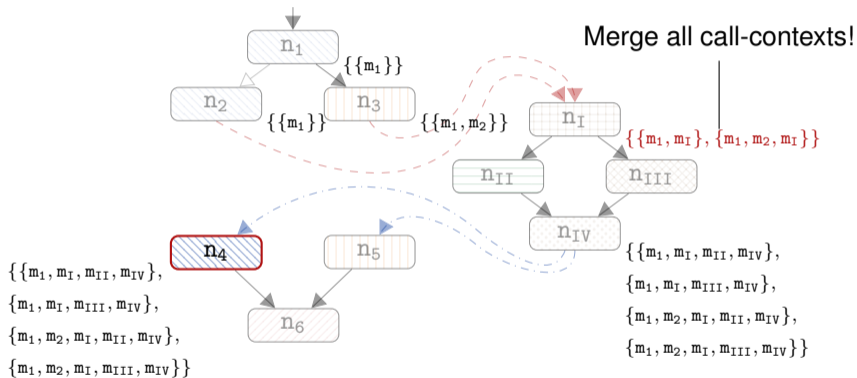 Merge all call-contexts!
n1
{{m1}}
n2
n3
{{m1}}
{{m1, m2}}
nI
{{m1, mI}, {m1, m2, mI}}
nII
nIII
nIV
n4
n5
n6
{{m1, mI, mII, mIV},
{m1, mI, mIII, mIV},
{m1, m2, mI, mII, mIV},
{m1, m2, mI, mIII, mIV}}
{{m1, mI, mII, mIV},
{m1, mI, mIII, mIV},
{m1, m2, mI, mII, mIV},
{m1, m2, mI, mIII, mIV}}